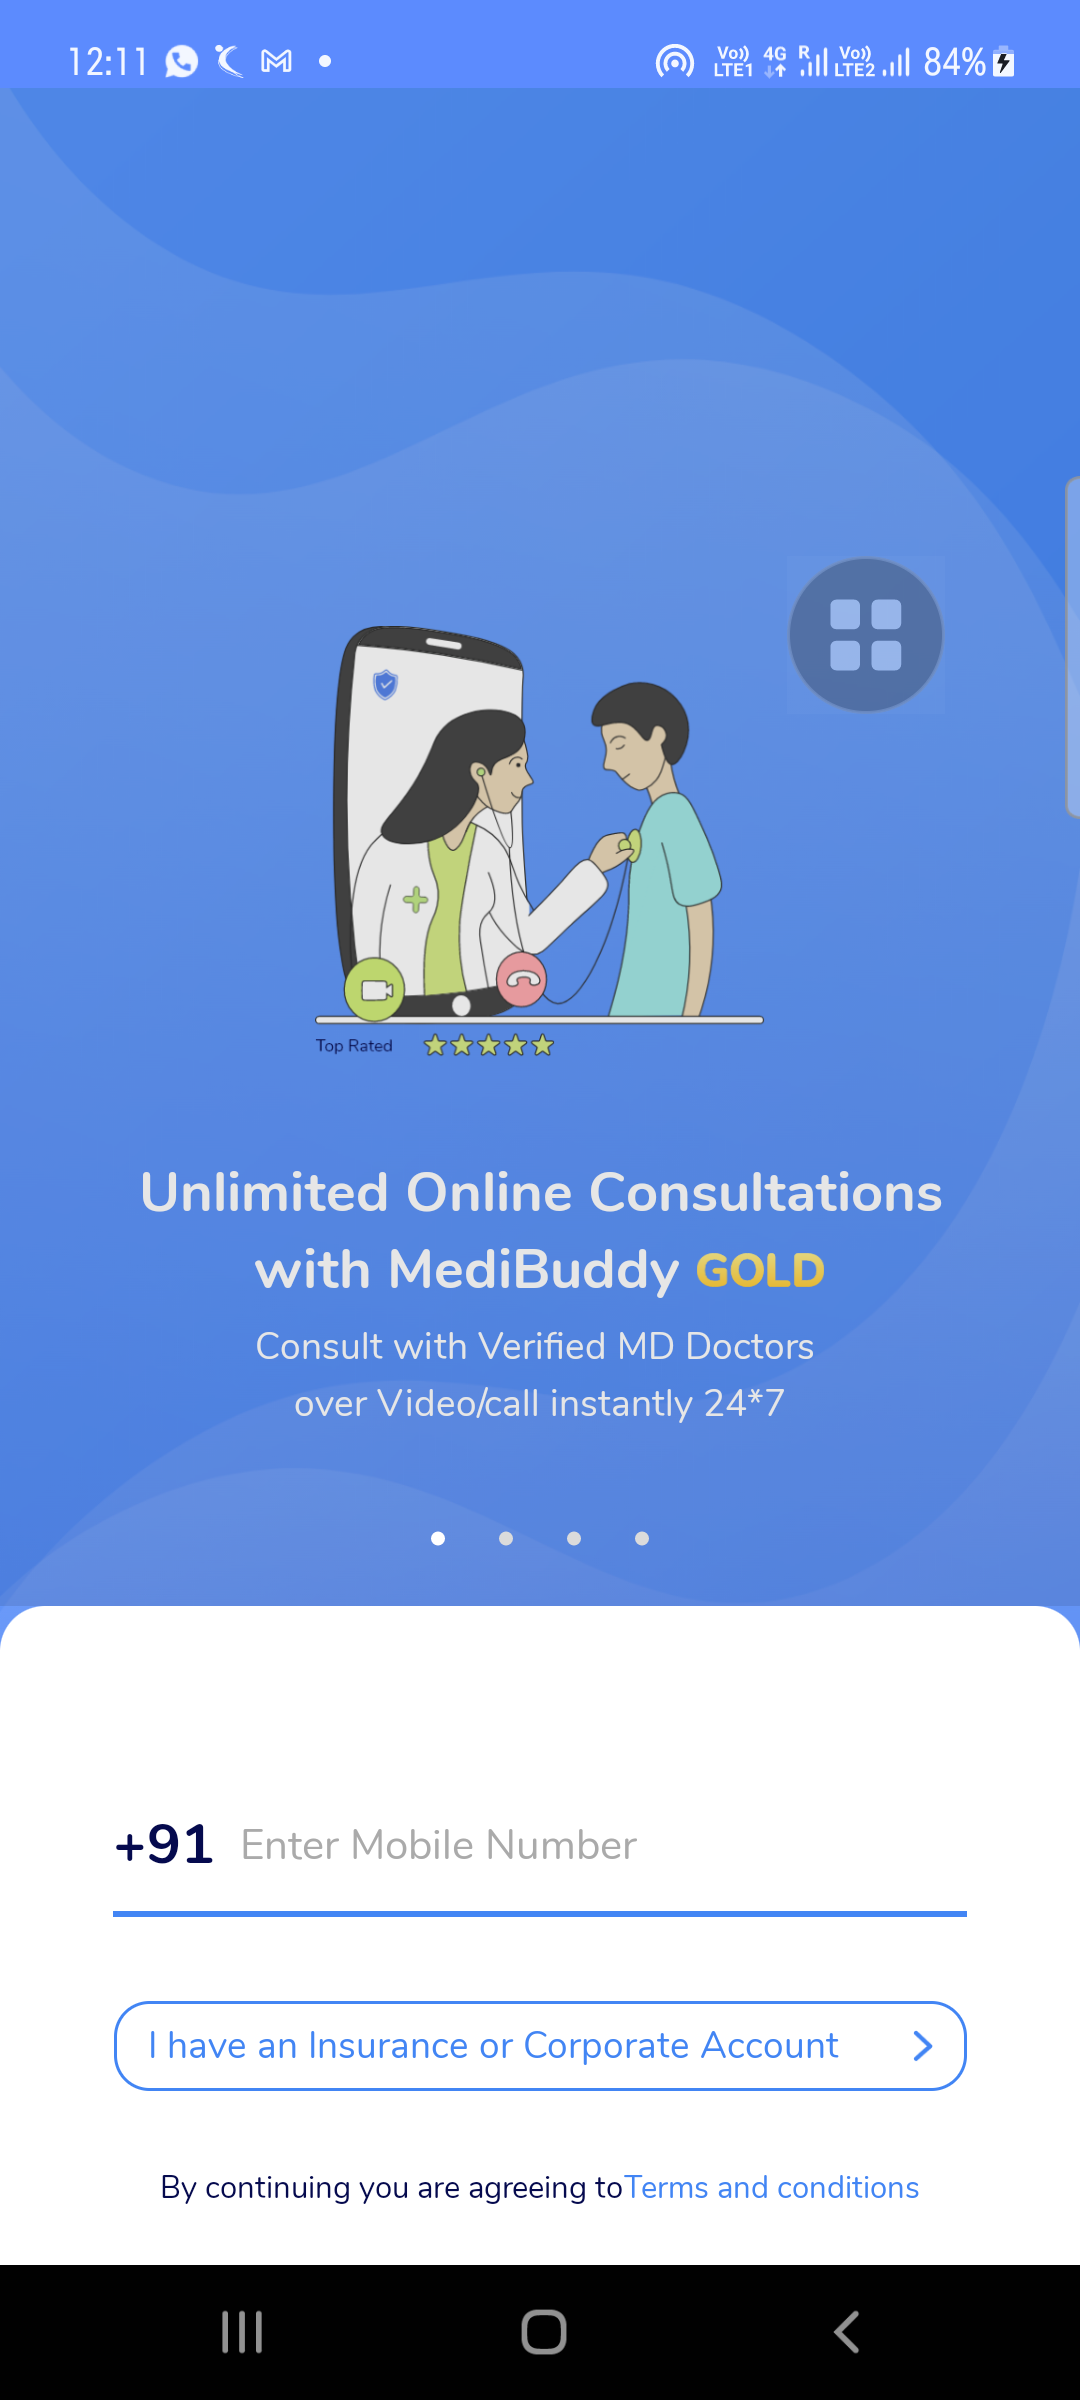 12:11
Vo)) LTE1 4G R Vo)) LTE2 84%
Top Rated
Unlimited Online Consultations
with MediBuddy GOLD
Consult with Verified MD Doctors
over Video/call instantly 24*7
+91 Enter Mobile Number
I have an Insurance or Corporate Account
By continuing you are agreeing toTerms and conditions